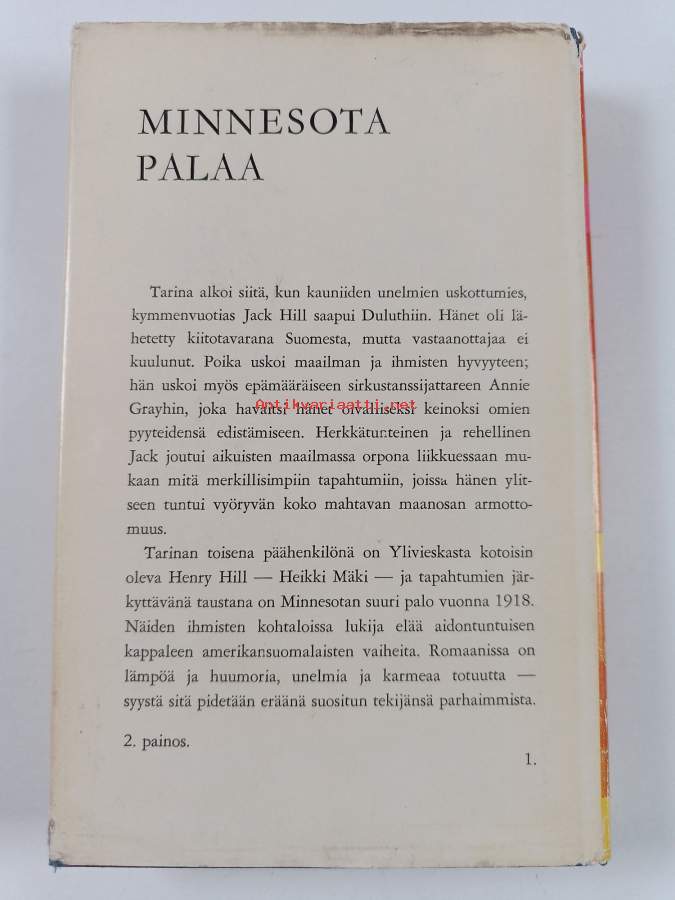 MINNESOTA
PALAA
Tarina alkoi siitä, kun kauniiden unelmien uskottumies,
kymmenvuotias Jack Hill saapui Duluthiin. Hänet oli lä-
hetetty kiitotavarana Suomesta, mutta vastaanottajaa ei
kuulunut. Poika uskoi maailman ja ihmisten hyvyyteen;
hän uskoi myös epämääräiseen sirkustanssijattareen Annie
Grayhin, joka havaitsi hänet oivalliseksi keinoksi omien
Antikvariaatti.net
pyyteidensä edistämiseen. Herkkätunteinen ja rehellinen
Jack joutui aikuisten maailmassa orpona liikkuessaan mu-
kaan mitä merkillisimpiin tapahtumiin, joissa hänen ylit-
seen tuntui vyöryvän koko mahtavan maanosan armotto-
muus.
Tarinan toisena päähenkilönä on Ylivieskasta kotoisin
oleva Henry Hill — Heikki Mäki — ja tapahtumien jär-
kyttävänä taustana on Minnesotan suuri palo vuonna 1918.
Näiden ihmisten kohtaloissa lukija elää aidontuntuisen
kappaleen amerikansuomalaisten vaiheita. Romaanissa on
lämpöä ja huumoria, unelmia ja karmeaa totuutta —
syystä sitä pidetään eräänä suositun tekijänsä parhaimmista.
2. painos.
1.